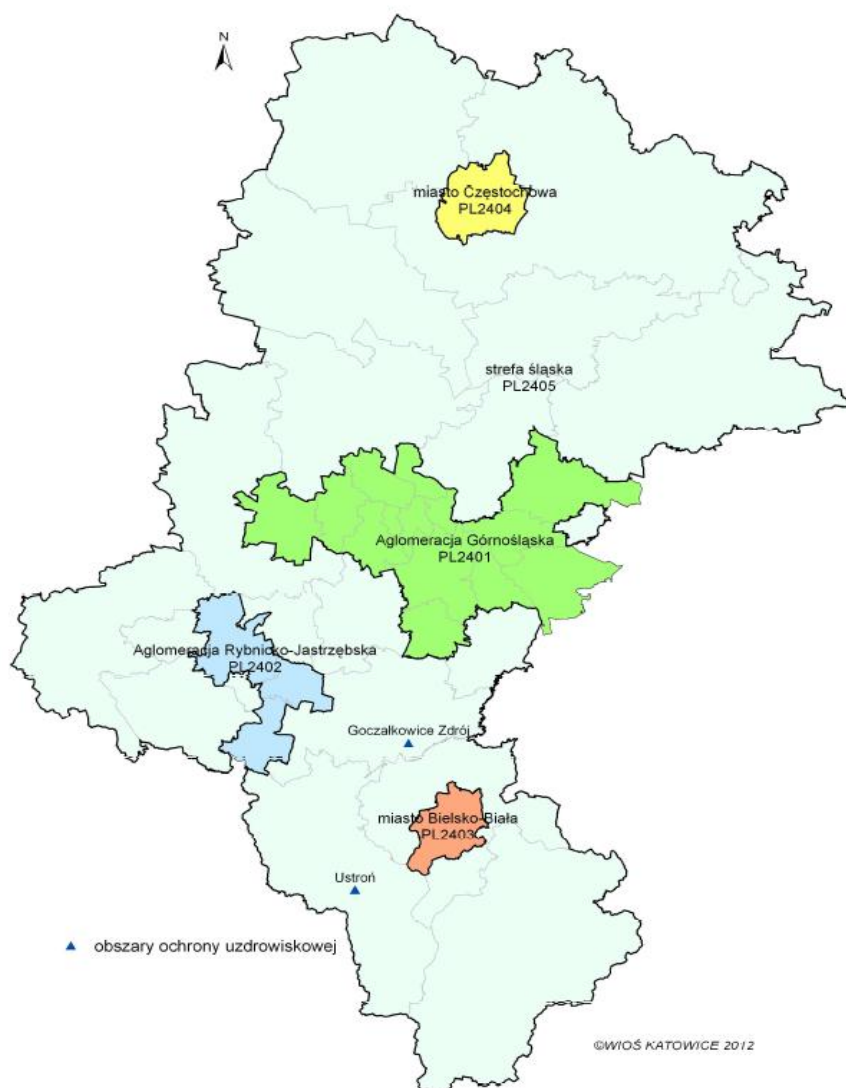 N
miasto Częstochowa
PL2404
strefa śląska
PL2405
Aglomeracja Górnośląska
PL2401
Aglomeracja Rybnicko-Jastrzębska
PL2402
Goczałkowice Zdrój
miasto Bielsko-Biała
PL2403
Ustroń
obszary ochrony uzdrowiskowej
©WIOŚ KATOWICE 2012